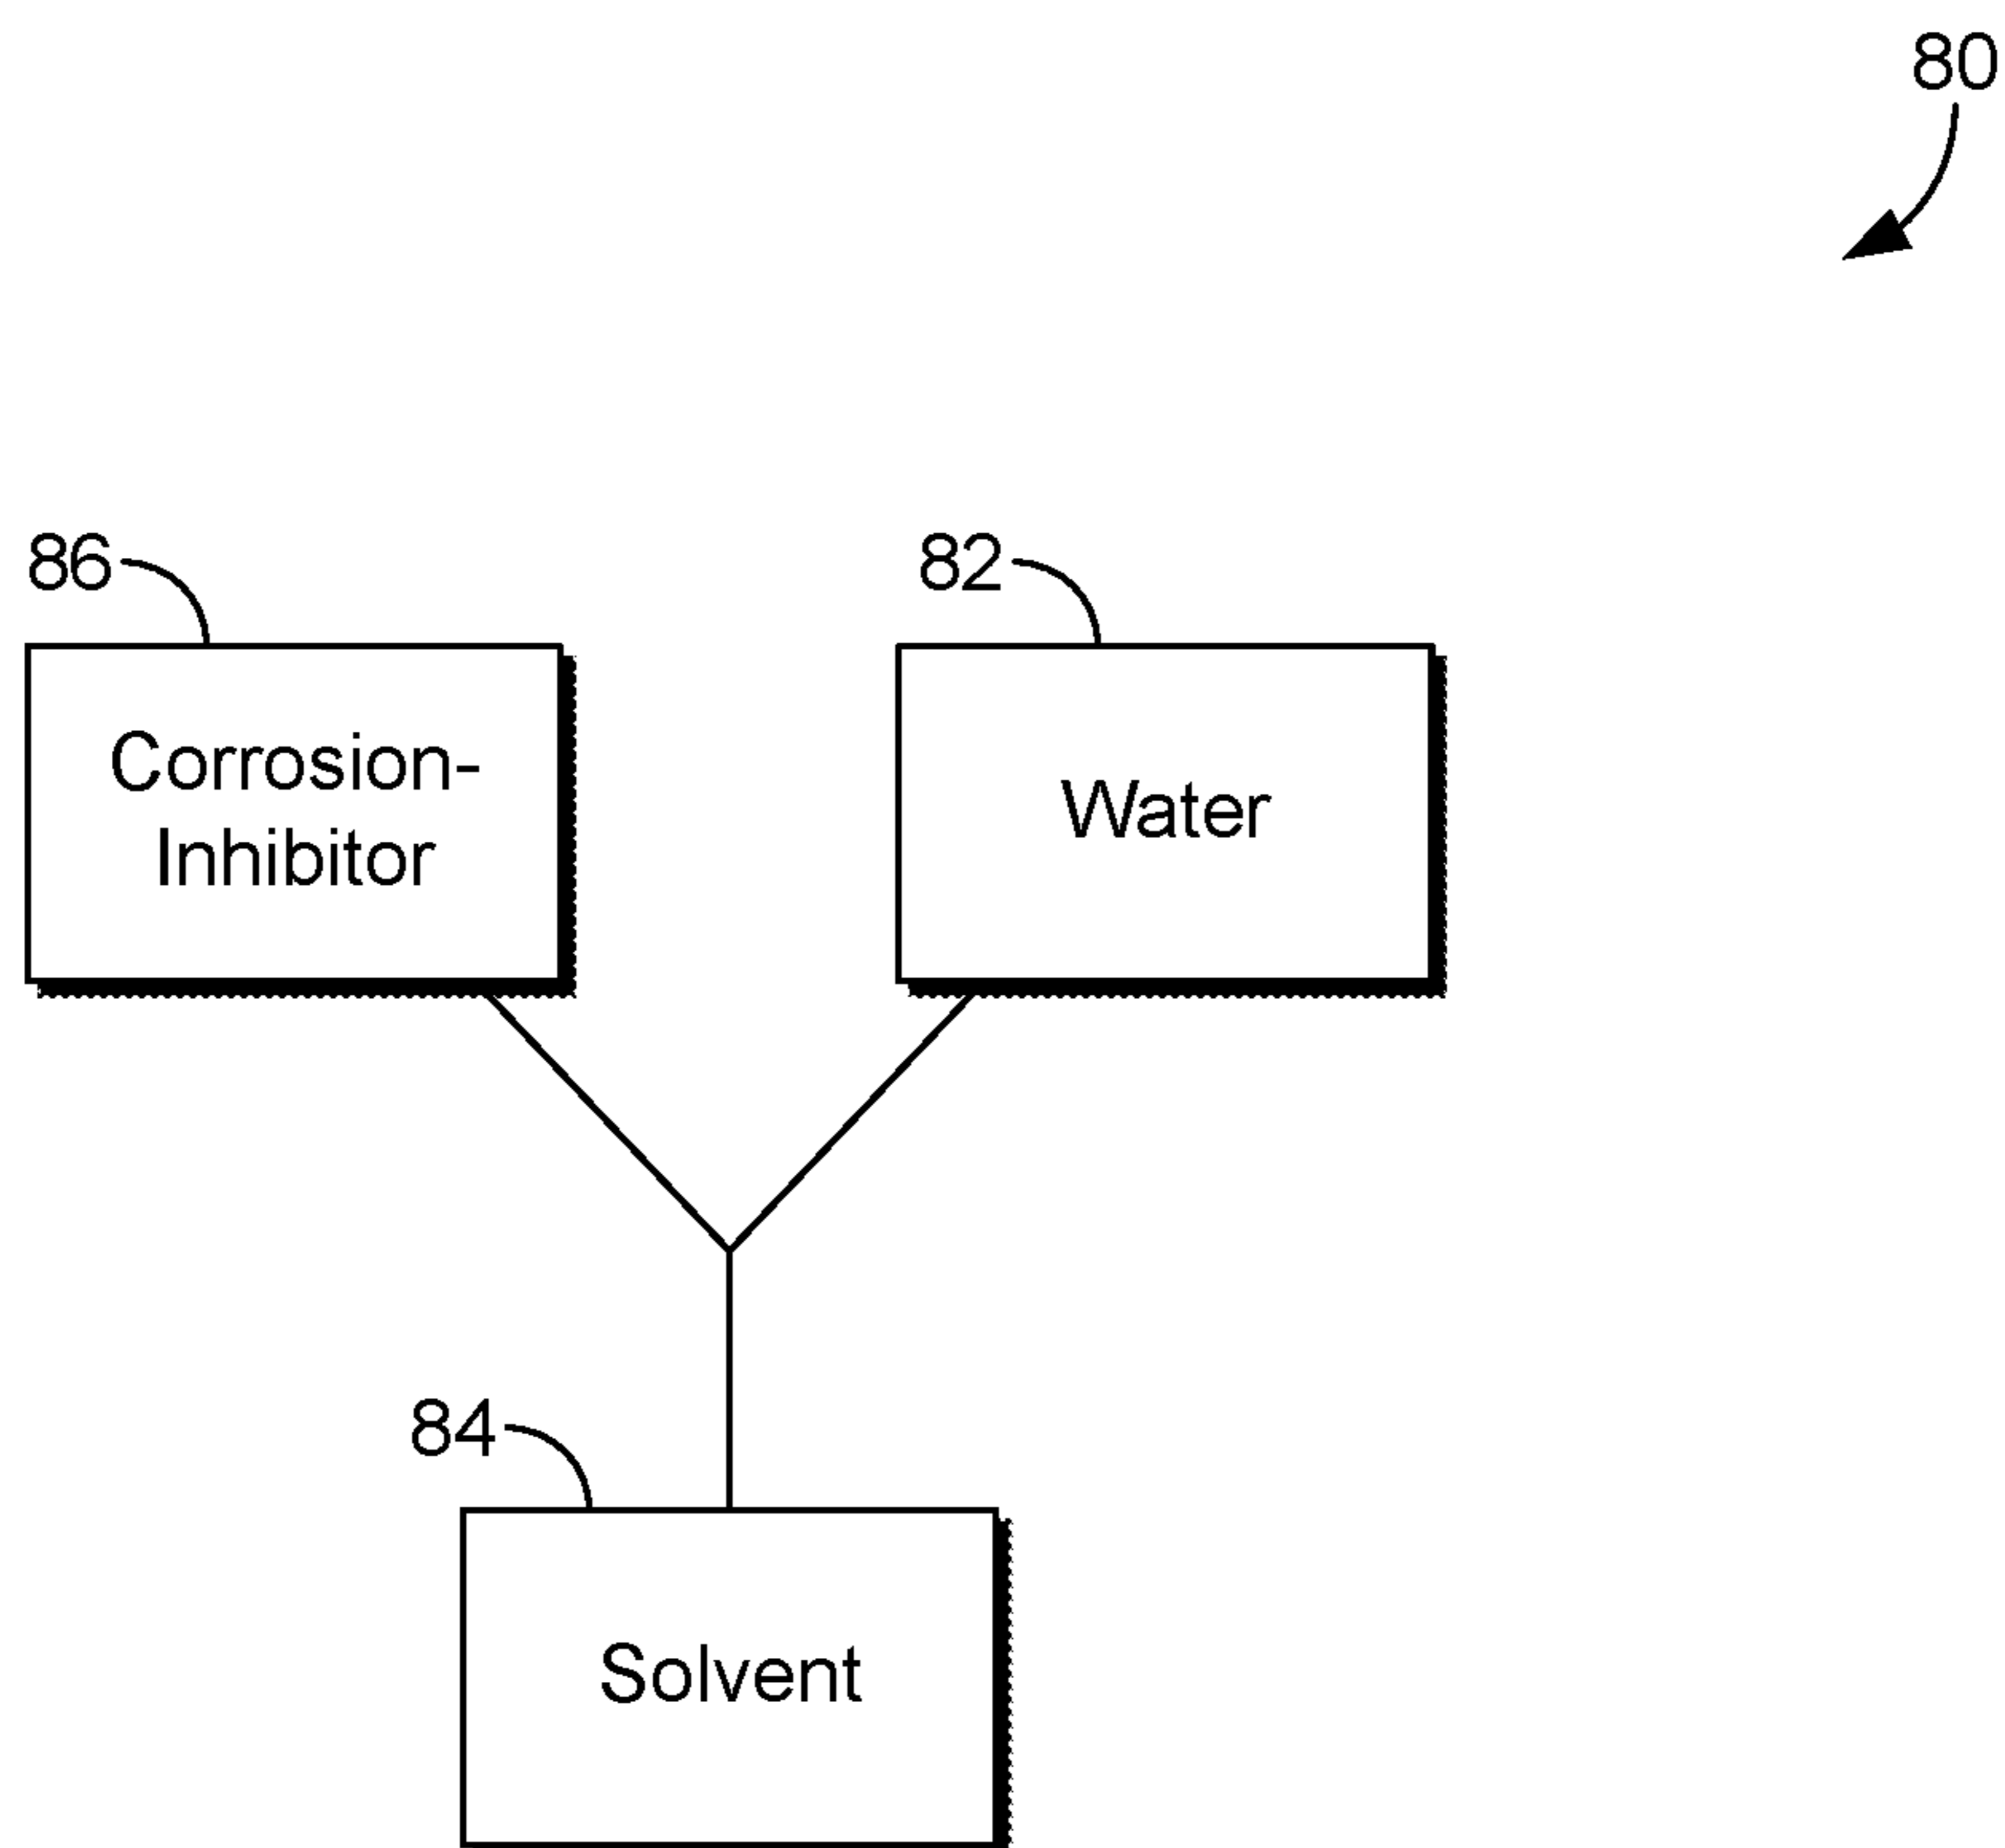 80
86
82
Corrosion-
Inhibitor
Water
84
Solvent